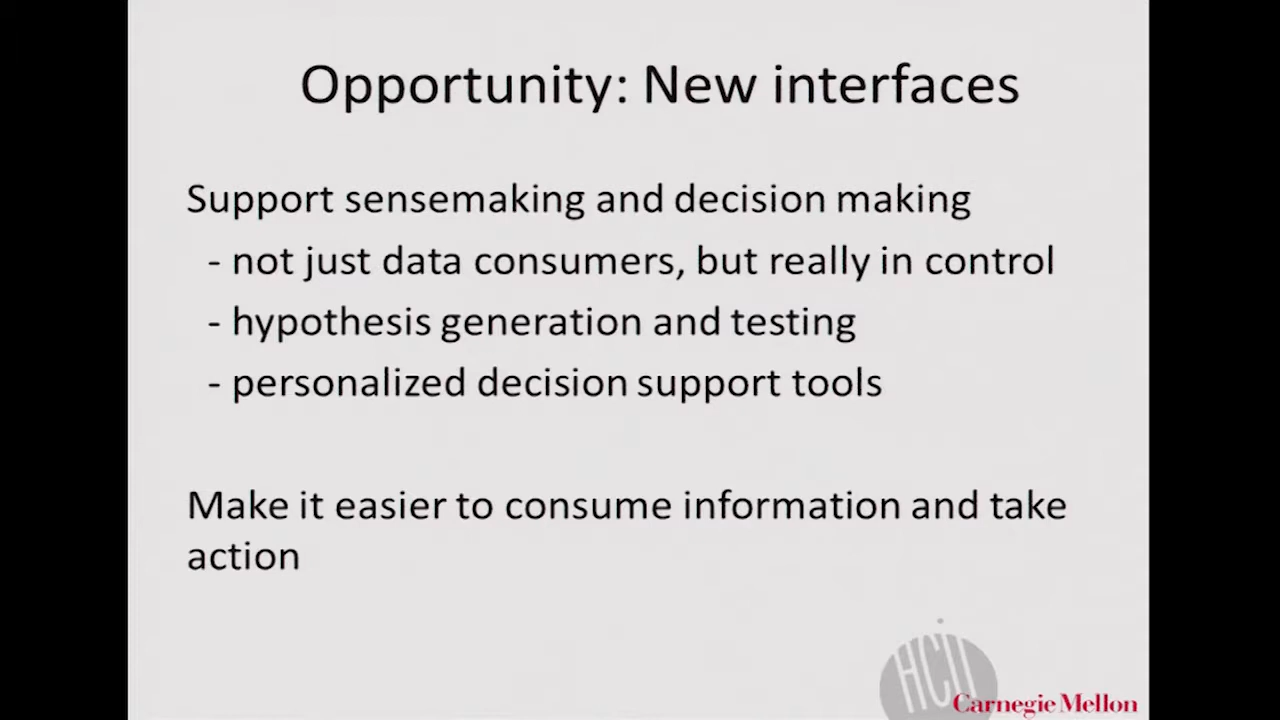 Opportunity: New interfaces
Support sensemaking and decision making
- not just data consumers, but really in control
- hypothesis generation and testing
- personalized decision support tools
Make it easier to consume information and take
action
HCII
Carnegie Mellon